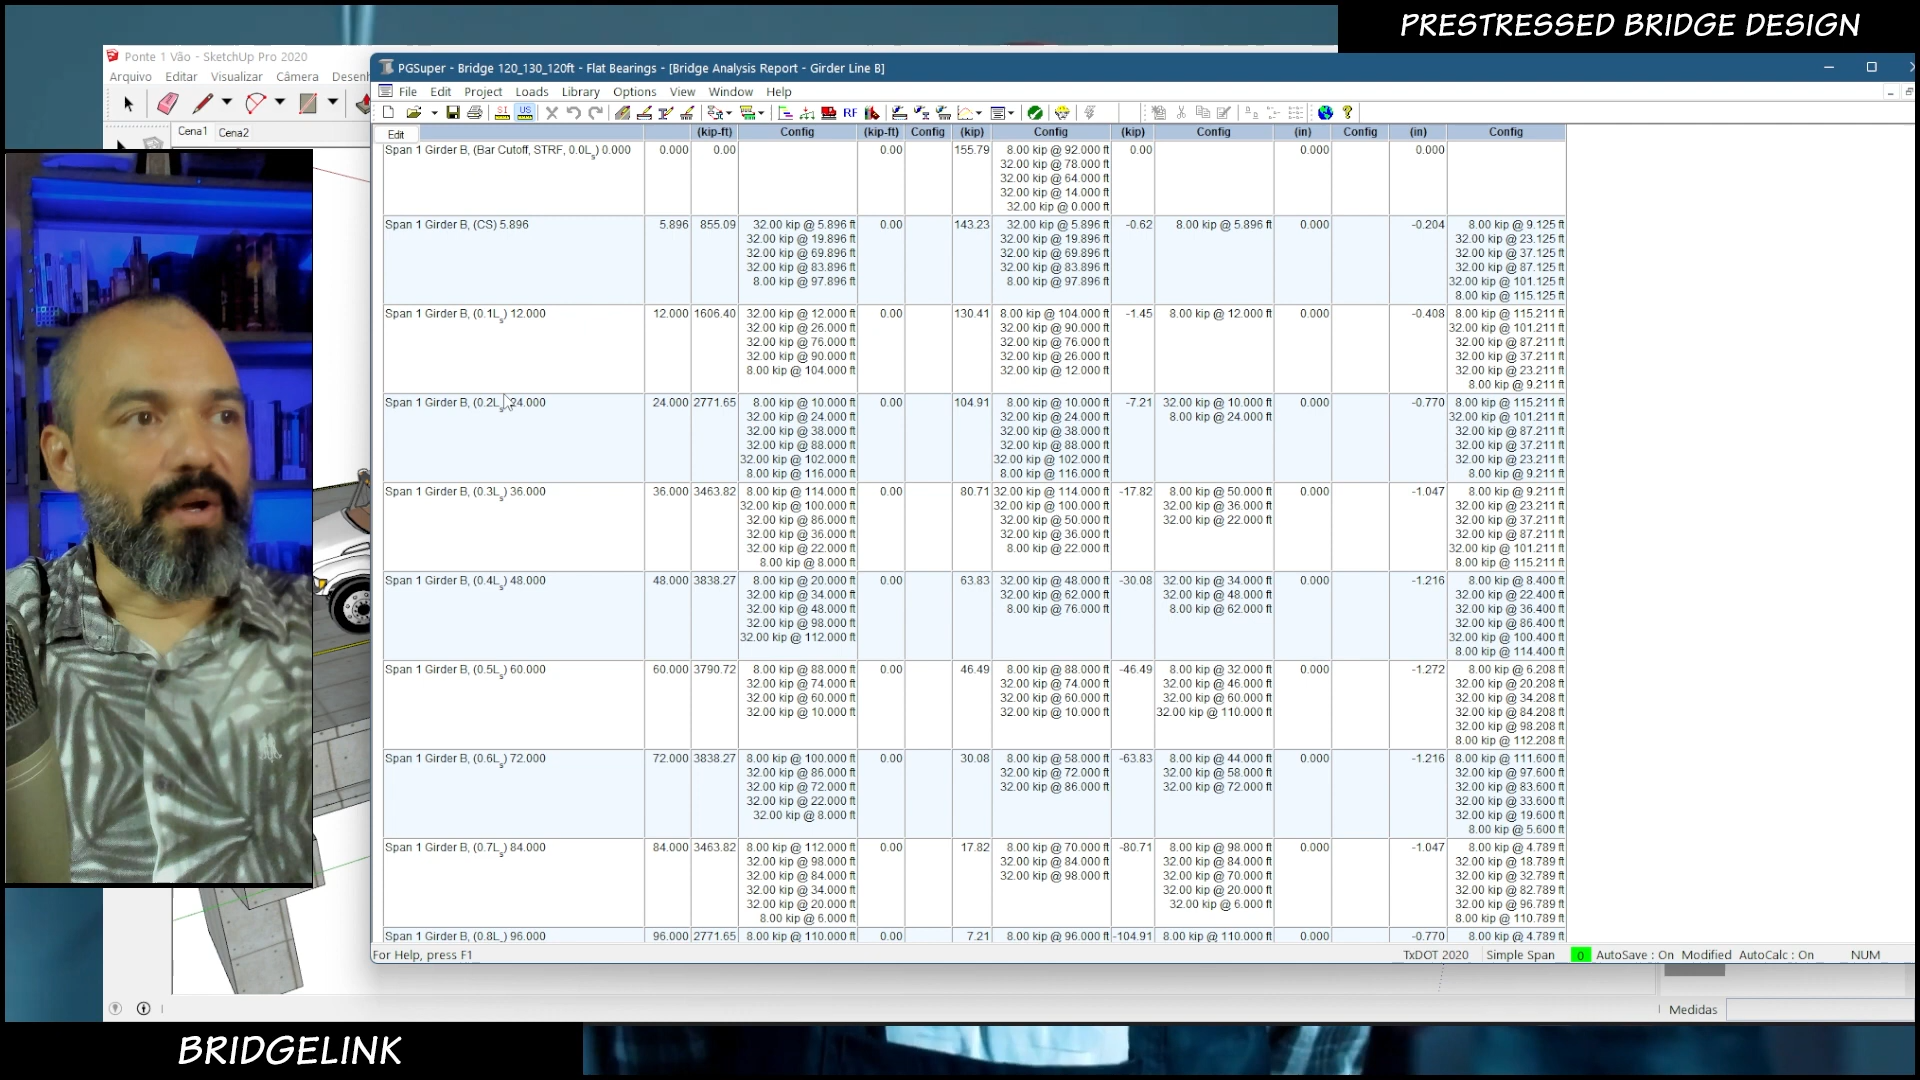 PRESTRESSED BRIDGE DESIGN
Ponte 1 Vão - SketchUp Pro 2020
Arquivo Editar Visualizar Câmera Desenh
Cena1 Cena2
PGSuper - Bridge 120_130_120ft - Flat Bearings - [Bridge Analysis Report - Girder Line B]
File Edit Project Loads Library Options View Window Help
SI US RF
Edit
(kip-ft) Config (kip-ft) Config (kip) Config (kip) Config (in) Config (in) Config
Span 1 Girder B, (Bar Cutoff, STRF, 0.0Ls) 0.000 0.000 0.00 0.00 155.79 8.00 kip @ 92.000 ft 0.00 0.000 0.000
32.00 kip @ 78.000 ft
32.00 kip @ 64.000 ft
32.00 kip @ 14.000 ft
32.00 kip @ 0.000 ft
Span 1 Girder B, (CS) 5.896 5.896 855.09 32.00 kip @ 5.896 ft 0.00 143.23 32.00 kip @ 5.896 ft -0.62 8.00 kip @ 5.896 ft 0.000 -0.204 8.00 kip @ 9.125 ft
32.00 kip @ 19.896 ft 32.00 kip @ 19.896 ft 32.00 kip @ 23.125 ft
32.00 kip @ 69.896 ft 32.00 kip @ 69.896 ft 32.00 kip @ 37.125 ft
32.00 kip @ 83.896 ft 32.00 kip @ 83.896 ft 32.00 kip @ 87.125 ft
8.00 kip @ 97.896 ft 8.00 kip @ 97.896 ft 32.00 kip @ 101.125 ft
8.00 kip @ 115.125 ft
Span 1 Girder B, (0.1Ls) 12.000 12.000 1606.40 32.00 kip @ 12.000 ft 0.00 130.41 8.00 kip @ 104.000 ft -1.45 8.00 kip @ 12.000 ft 0.000 -0.408 8.00 kip @ 115.211 ft
32.00 kip @ 26.000 ft 32.00 kip @ 90.000 ft 32.00 kip @ 101.211 ft
32.00 kip @ 76.000 ft 32.00 kip @ 76.000 ft 32.00 kip @ 87.211 ft
32.00 kip @ 90.000 ft 32.00 kip @ 26.000 ft 32.00 kip @ 37.211 ft
8.00 kip @ 104.000 ft 32.00 kip @ 12.000 ft 32.00 kip @ 23.211 ft
8.00 kip @ 9.211 ft
Span 1 Girder B, (0.2Ls) 24.000 24.000 2771.65 8.00 kip @ 10.000 ft 0.00 104.91 8.00 kip @ 10.000 ft -7.21 32.00 kip @ 10.000 ft 0.000 -0.770 8.00 kip @ 115.211 ft
32.00 kip @ 24.000 ft 32.00 kip @ 24.000 ft 8.00 kip @ 24.000 ft 32.00 kip @ 101.211 ft
32.00 kip @ 38.000 ft 32.00 kip @ 38.000 ft 32.00 kip @ 87.211 ft
32.00 kip @ 88.000 ft 32.00 kip @ 88.000 ft 32.00 kip @ 37.211 ft
32.00 kip @ 102.000 ft 32.00 kip @ 102.000 ft 32.00 kip @ 23.211 ft
8.00 kip @ 116.000 ft 8.00 kip @ 116.000 ft 8.00 kip @ 9.211 ft
Span 1 Girder B, (0.3Ls) 36.000 36.000 3463.82 8.00 kip @ 114.000 ft 0.00 80.71 32.00 kip @ 114.000 ft -17.82 8.00 kip @ 50.000 ft 0.000 -1.047 8.00 kip @ 9.211 ft
32.00 kip @ 100.000 ft 32.00 kip @ 100.000 ft 32.00 kip @ 36.000 ft 32.00 kip @ 23.211 ft
32.00 kip @ 86.000 ft 32.00 kip @ 50.000 ft 32.00 kip @ 22.000 ft 32.00 kip @ 37.211 ft
32.00 kip @ 36.000 ft 32.00 kip @ 36.000 ft 32.00 kip @ 87.211 ft
32.00 kip @ 22.000 ft 8.00 kip @ 22.000 ft 32.00 kip @ 101.211 ft
8.00 kip @ 8.000 ft 8.00 kip @ 115.211 ft
Span 1 Girder B, (0.4Ls) 48.000 48.000 3838.27 8.00 kip @ 20.000 ft 0.00 63.83 32.00 kip @ 48.000 ft -30.08 32.00 kip @ 34.000 ft 0.000 -1.216 8.00 kip @ 8.400 ft
32.00 kip @ 34.000 ft 32.00 kip @ 62.000 ft 32.00 kip @ 48.000 ft 32.00 kip @ 22.400 ft
32.00 kip @ 48.000 ft 8.00 kip @ 76.000 ft 8.00 kip @ 62.000 ft 32.00 kip @ 36.400 ft
32.00 kip @ 98.000 ft 32.00 kip @ 86.400 ft
32.00 kip @ 112.000 ft 32.00 kip @ 100.400 ft
8.00 kip @ 114.400 ft
Span 1 Girder B, (0.5Ls) 60.000 60.000 3790.72 8.00 kip @ 88.000 ft 0.00 46.49 8.00 kip @ 88.000 ft -46.49 8.00 kip @ 32.000 ft 0.000 -1.272 8.00 kip @ 6.208 ft
32.00 kip @ 74.000 ft 32.00 kip @ 74.000 ft 32.00 kip @ 46.000 ft 32.00 kip @ 20.208 ft
32.00 kip @ 60.000 ft 32.00 kip @ 60.000 ft 32.00 kip @ 60.000 ft 32.00 kip @ 34.208 ft
32.00 kip @ 10.000 ft 32.00 kip @ 10.000 ft 32.00 kip @ 110.000 ft 32.00 kip @ 84.208 ft
32.00 kip @ 98.208 ft
8.00 kip @ 112.208 ft
Span 1 Girder B, (0.6Ls) 72.000 72.000 3838.27 8.00 kip @ 100.000 ft 0.00 30.08 8.00 kip @ 58.000 ft -63.83 8.00 kip @ 44.000 ft 0.000 -1.216 8.00 kip @ 111.600 ft
32.00 kip @ 86.000 ft 32.00 kip @ 72.000 ft 32.00 kip @ 58.000 ft 32.00 kip @ 97.600 ft
32.00 kip @ 72.000 ft 32.00 kip @ 86.000 ft 32.00 kip @ 72.000 ft 32.00 kip @ 83.600 ft
32.00 kip @ 22.000 ft 32.00 kip @ 33.600 ft
32.00 kip @ 8.000 ft 32.00 kip @ 19.600 ft
8.00 kip @ 5.600 ft
Span 1 Girder B, (0.7Ls) 84.000 84.000 3463.82 8.00 kip @ 112.000 ft 0.00 17.82 8.00 kip @ 70.000 ft -80.71 8.00 kip @ 98.000 ft 0.000 -1.047 8.00 kip @ 4.789 ft
32.00 kip @ 98.000 ft 32.00 kip @ 84.000 ft 32.00 kip @ 84.000 ft 32.00 kip @ 18.789 ft
32.00 kip @ 84.000 ft 32.00 kip @ 98.000 ft 32.00 kip @ 70.000 ft 32.00 kip @ 32.789 ft
32.00 kip @ 34.000 ft 32.00 kip @ 20.000 ft 32.00 kip @ 82.789 ft
32.00 kip @ 20.000 ft 32.00 kip @ 6.000 ft 32.00 kip @ 96.789 ft
8.00 kip @ 6.000 ft 8.00 kip @ 110.789 ft
Span 1 Girder B, (0.8L_) 96.000 96.000 2771.65 8.00 kip @ 110.000 ft 0.00 7.21 8.00 kip @ 96.000 ft -104.91 8.00 kip @ 110.000 ft 0.000 -0.770 8.00 kip @ 4.789 ft
For Help, press F1 TxDOT 2020 Simple Span 0 AutoSave : On Modified AutoCalc : On NUM
Medidas
BRIDGELINK